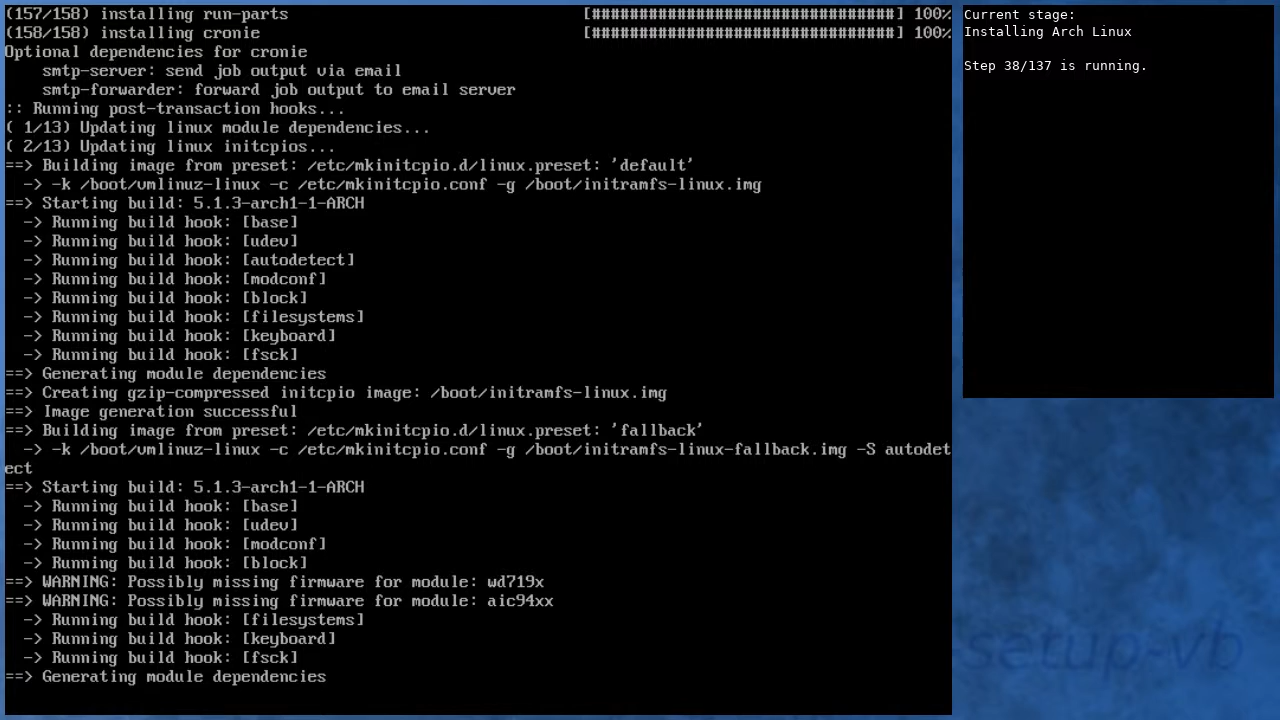 (157/158) installing run-parts [################################] 100%
(158/158) installing cronie [################################] 100%
Optional dependencies for cronie
smtp-server: send job output via email
smtp-forwarder: forward job output to email server
:: Running post-transaction hooks...
( 1/13) Updating linux module dependencies...
( 2/13) Updating linux initcpios...
==> Building image from preset: /etc/mkinitcpio.d/linux.preset: 'default'
-> -k /boot/vmlinuz-linux -c /etc/mkinitcpio.conf -g /boot/initramfs-linux.img
==> Starting build: 5.1.3-arch1-1-ARCH
-> Running build hook: [base]
-> Running build hook: [udev]
-> Running build hook: [autodetect]
-> Running build hook: [modconf]
-> Running build hook: [block]
-> Running build hook: [filesystems]
-> Running build hook: [keyboard]
-> Running build hook: [fsck]
==> Generating module dependencies
==> Creating gzip-compressed initcpio image: /boot/initramfs-linux.img
==> Image generation successful
==> Building image from preset: /etc/mkinitcpio.d/linux.preset: 'fallback'
-> -k /boot/vmlinuz-linux -c /etc/mkinitcpio.conf -g /boot/initramfs-linux-fallback.img -S autodet
ect
==> Starting build: 5.1.3-arch1-1-ARCH
-> Running build hook: [base]
-> Running build hook: [udev]
-> Running build hook: [modconf]
-> Running build hook: [block]
==> WARNING: Possibly missing firmware for module: wd719x
==> WARNING: Possibly missing firmware for module: aic94xx
-> Running build hook: [filesystems]
-> Running build hook: [keyboard]
-> Running build hook: [fsck]
==> Generating module dependencies
Current stage:
Installing Arch Linux
Step 38/137 is running.
setup-vb